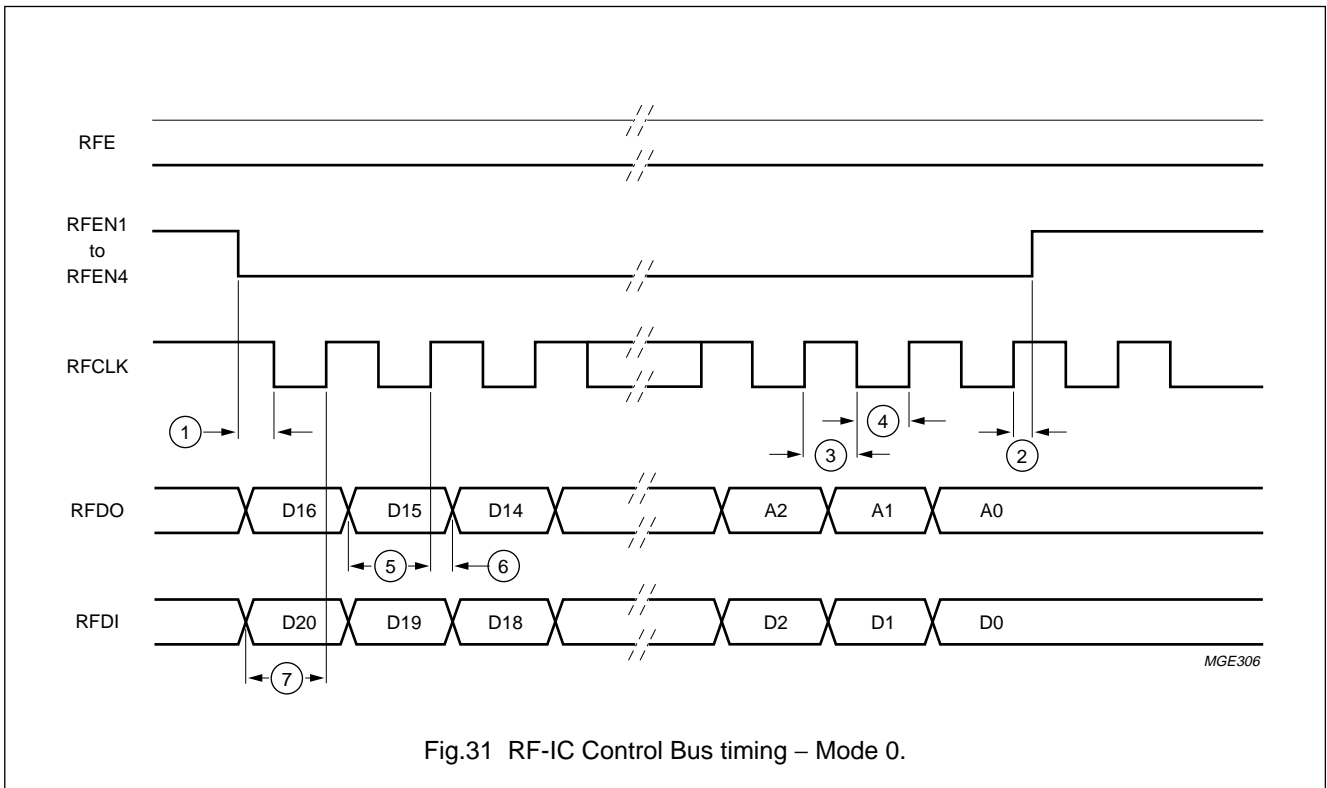 RFE
RFEN1
to
RFEN4
RFCLK
1
4
3
2
RFDO
D16
D15
D14
A2
A1
A0
5
6
RFDI
D20
D19
D18
D2
D1
D0
7
MGE306
Fig.31 RF-IC Control Bus timing − Mode 0.